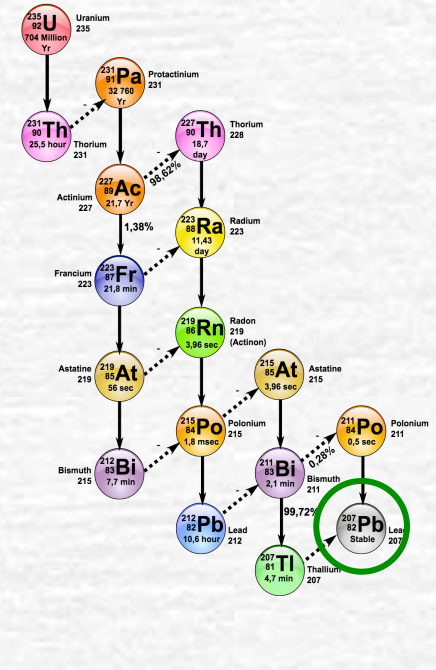 235
92 U
704 Million
Yr
Uranium
235
231
91 Pa
32 760
Yr
Protactinium
231
231
90 Th
25,5 hour
Thorium
231
-
227
90 Th
18,7
day
Thorium
228
227
89 Ac
21,7 Yr
Actinium
227
-
98,62%
1,38%
223
88 Ra
11,43
day
Radium
223
223
87 Fr
21,8 min
Francium
223
-
219
86 Rn
3,96 sec
Radon
219
(Actinon)
219
85 At
56 sec
Astatine
219
-
215
85 At
3,96 sec
Astatine
215
215
84 Po
1,8 msec
Polonium
215
-
211
84 Po
0,5 sec
Polonium
211
212
83 Bi
7,7 min
Bismuth
215
-
211
83 Bi
2,1 min
Bismuth
211
-
0,28%
99,72%
212
82 Pb
10,6 hour
Lead
212
-
207
82 Pb
Stable
Lead
207
207
81 Tl
4,7 min
Thallium
207
-